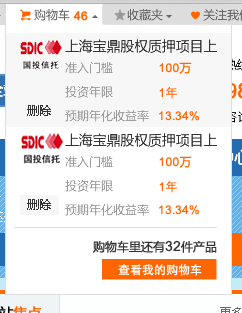 购物车 46 收藏夹 关注我们
SDIC 国投信托
上海宝鼎股权质押项目上
准入门槛 100万
投资年限 1年
删除 预期年化收益率 13.34%
SDIC 国投信托
上海宝鼎股权质押项目上
准入门槛 100万
投资年限 1年
删除 预期年化收益率 13.34%
购物车里还有32件产品
查看我的购物车
焦点